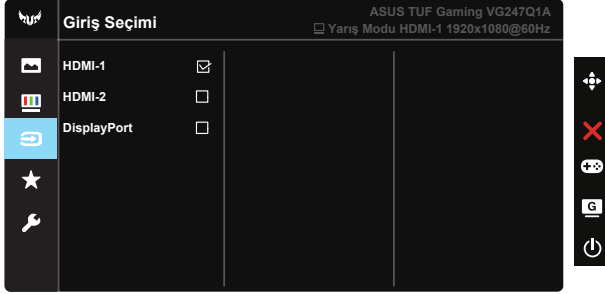 Giriş Seçimi
ASUS TUF Gaming VG247Q1A
Yarış Modu HDMI-1 1920x1080@60Hz
HDMI-1
HDMI-2
DisplayPort
G